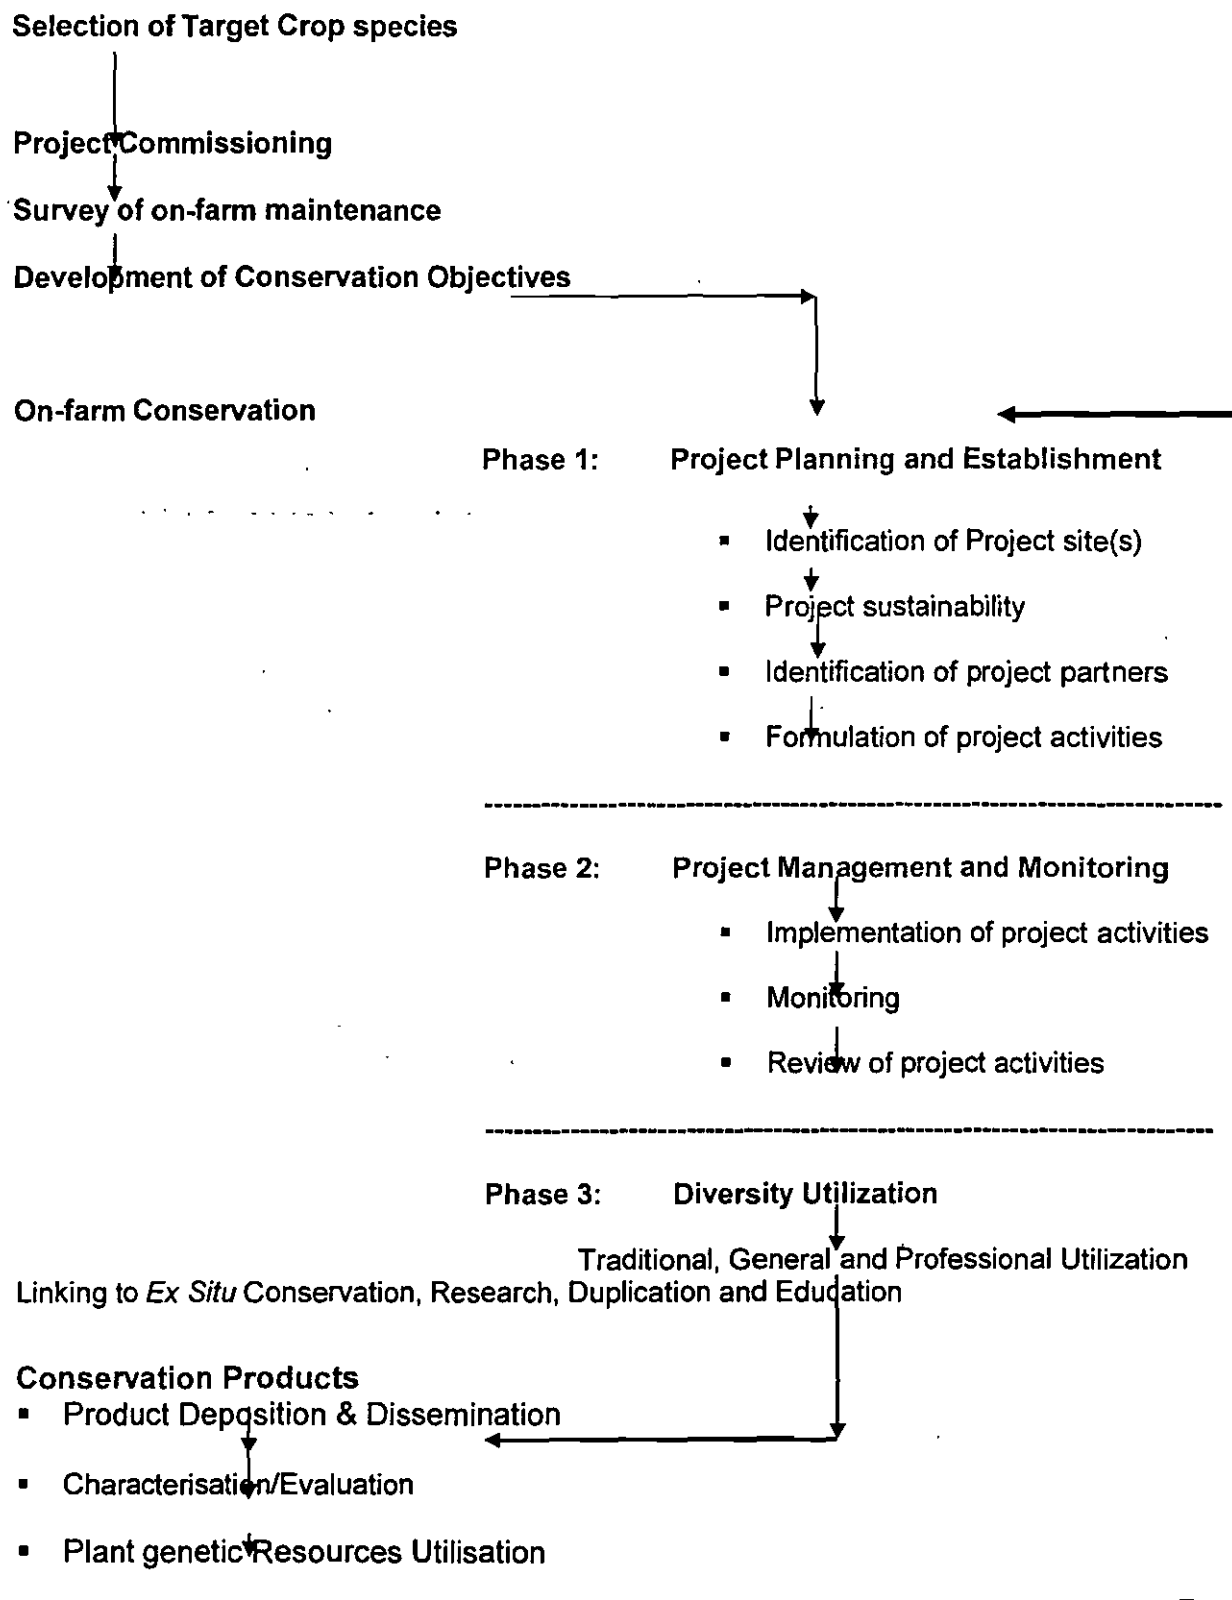 Selection of Target Crop species
Project Commissioning
Survey of on-farm maintenance
Development of Conservation Objectives
On-farm Conservation
Phase 1: Project Planning and Establishment
▪ Identification of Project site(s)
▪ Project sustainability
▪ Identification of project partners
▪ Formulation of project activities
Phase 2: Project Management and Monitoring
▪ Implementation of project activities
▪ Monitoring
▪ Review of project activities
Phase 3: Diversity Utilization
Traditional, General and Professional Utilization
Linking to Ex Situ Conservation, Research, Duplication and Education
Conservation Products
▪ Product Deposition & Dissemination
▪ Characterisation/Evaluation
▪ Plant genetic Resources Utilisation